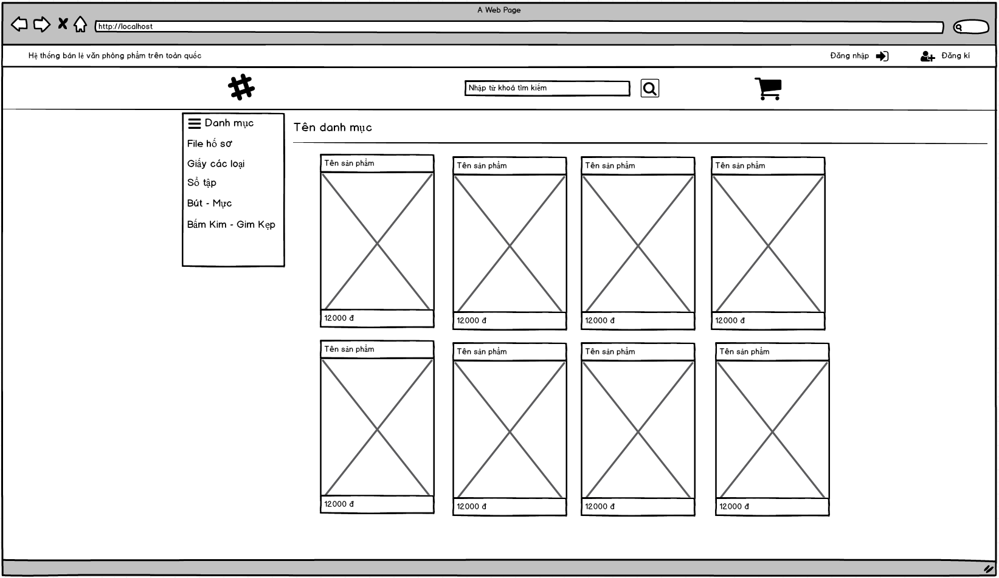 A Web Page
http://localhost
Hệ thống bán lẻ văn phòng phẩm trên toàn quốc
Đăng nhập
Đăng kí
Nhập từ khoá tìm kiếm
Danh mục
File hồ sơ
Giấy các loại
Sổ tập
Bút - Mực
Bấm Kim - Gim Kẹp
Tên danh mục
Tên sản phẩm
Tên sản phẩm
Tên sản phẩm
Tên sản phẩm
12000 đ
12000 đ
12000 đ
12000 đ
Tên sản phẩm
Tên sản phẩm
Tên sản phẩm
Tên sản phẩm
12000 đ
12000 đ
12000 đ
12000 đ